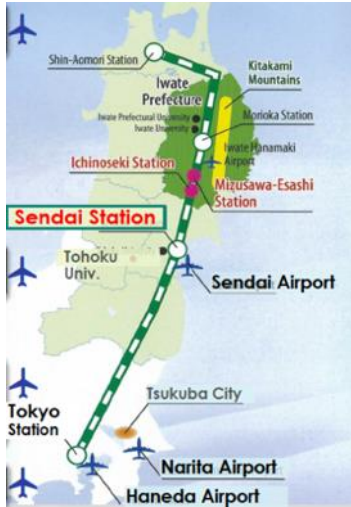 Shin-Aomori Station
Kitakami
Mountains
Iwate
Prefecture
Iwate Prefectural University
Iwate University
Morioka Station
Iwate Hanamaki
Airport
Ichinoseki Station
Mizusawa-Esashi
Station
Sendai Station
Tohoku
Univ.
Sendai Airport
Tsukuba City
Tokyo
Station
Narita Airport
Haneda Airport